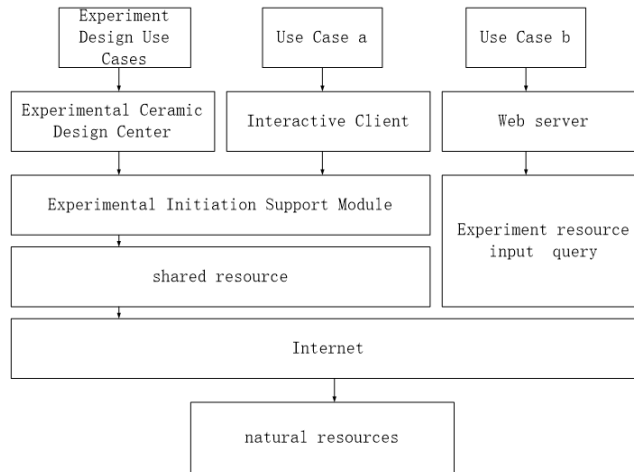 Experiment
Design Use
Cases
Use Case a
Use Case b
Experimental Ceramic
Design Center
Interactive Client
Web server
Experimental Initiation Support Module
Experiment resource
input query
shared resource
Internet
natural resources